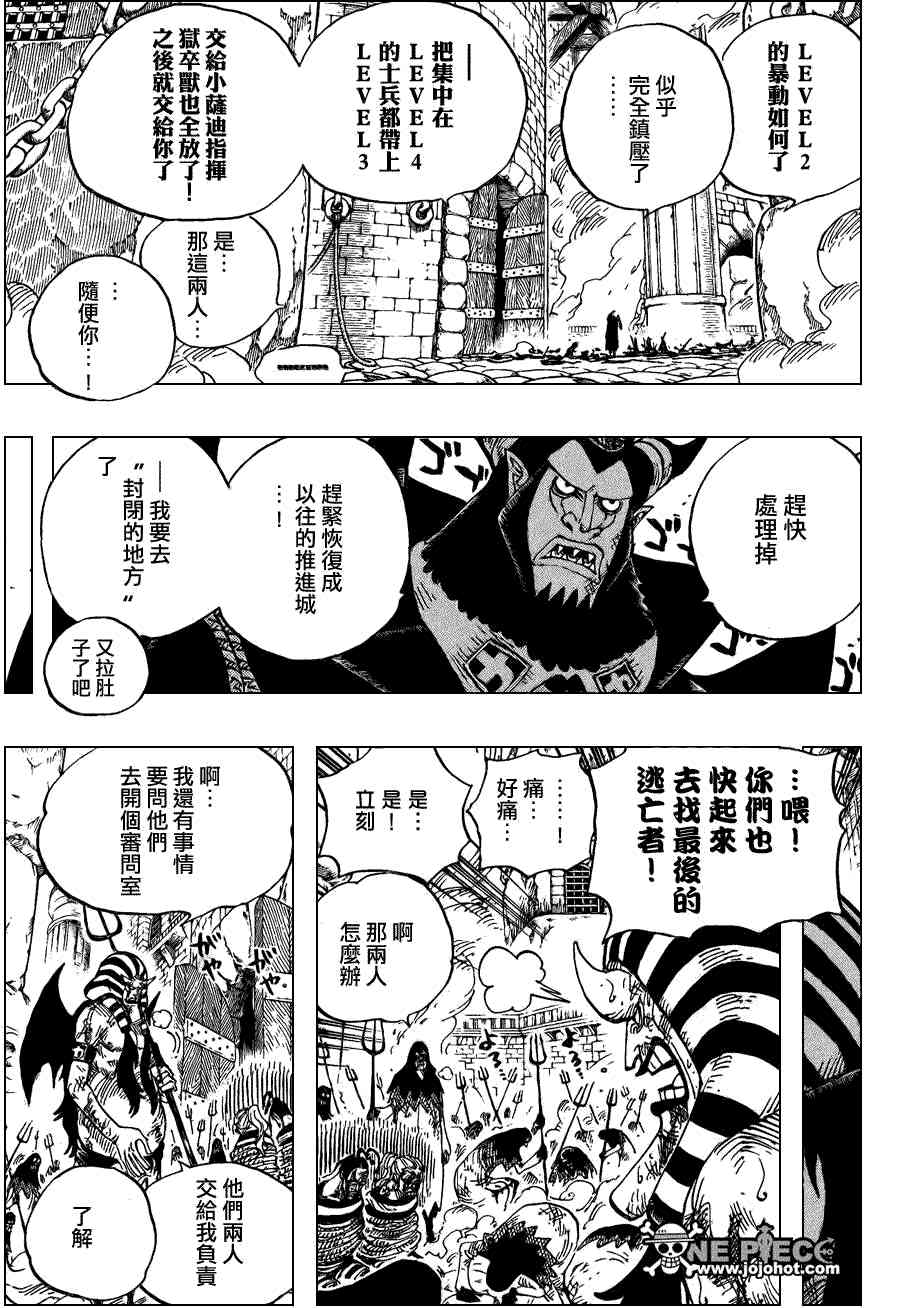 LEVEL2
的暴動如何了
似乎
完全鎮壓了
……
——
把集中在
LEVEL4
的士兵都帶上
LEVEL3
交給小薩迪指揮
獄卒獸也全放了!
之後就交給你了
是…
那這兩人…
…
隨便你…!
趕快
處理掉
趕緊恢復成
以往的推進城
…!
——我要去
“封閉的地方”
了
又拉肚
子了吧
…喂!
你們也
快起來
去找最後的
逃亡者!
……!
痛…
好痛…
是…
是!
立刻
啊
那兩人
怎麼辦
啊…
我還有事情
要問他們
去開個審問室
他們兩人
交給我負責
了解
ゴゴ
ONE PIECE
www.jojohot.com